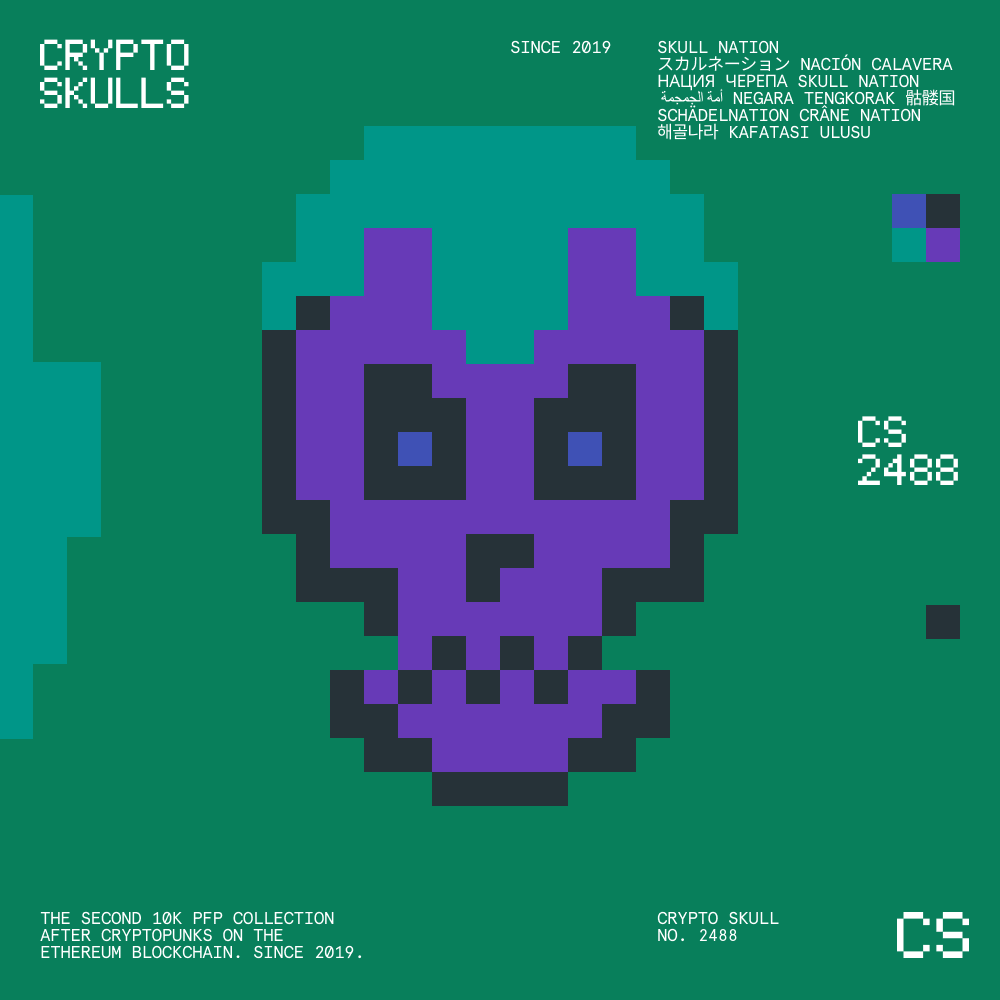 CRYPTO
SKULLS
SINCE 2019
SKULL NATION
スカルネーション NACIÓN CALAVERA
НАЦИЯ ЧЕРЕПА SKULL NATION
أمة الجمجمة NEGARA TENGKORAK 骷髅国
SCHÄDELNATION CRÂNE NATION
해골나라 KAFATASI ULUSU
CS
2488
THE SECOND 10K PFP COLLECTION
AFTER CRYPTOPUNKS ON THE
ETHEREUM BLOCKCHAIN. SINCE 2019.
CRYPTO SKULL
NO. 2488
CS